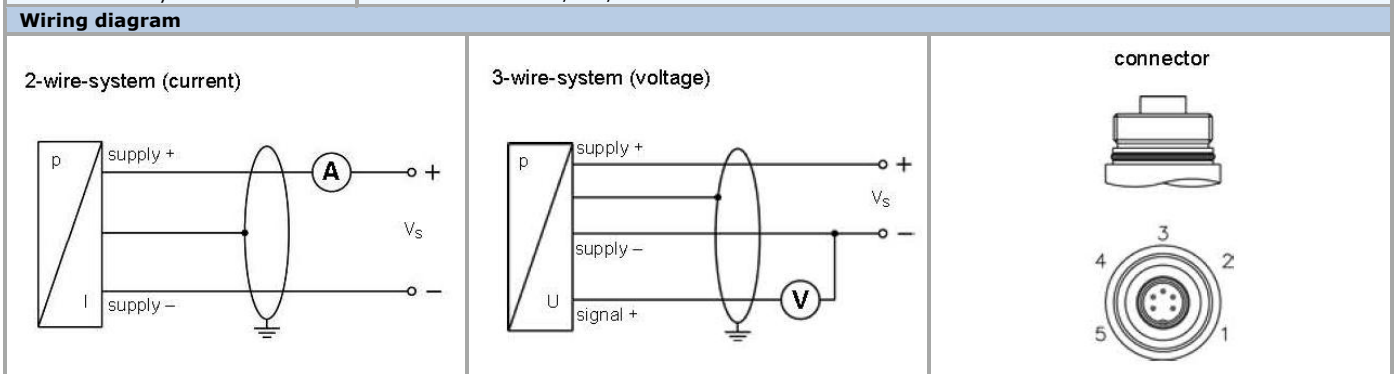 Wiring diagram
2-wire-system (current)
p
supply +
A
+
Vs
I
supply –
–
3-wire-system (voltage)
p
supply +
+
Vs
–
supply –
V
U
signal +
connector
3
4
2
5
1